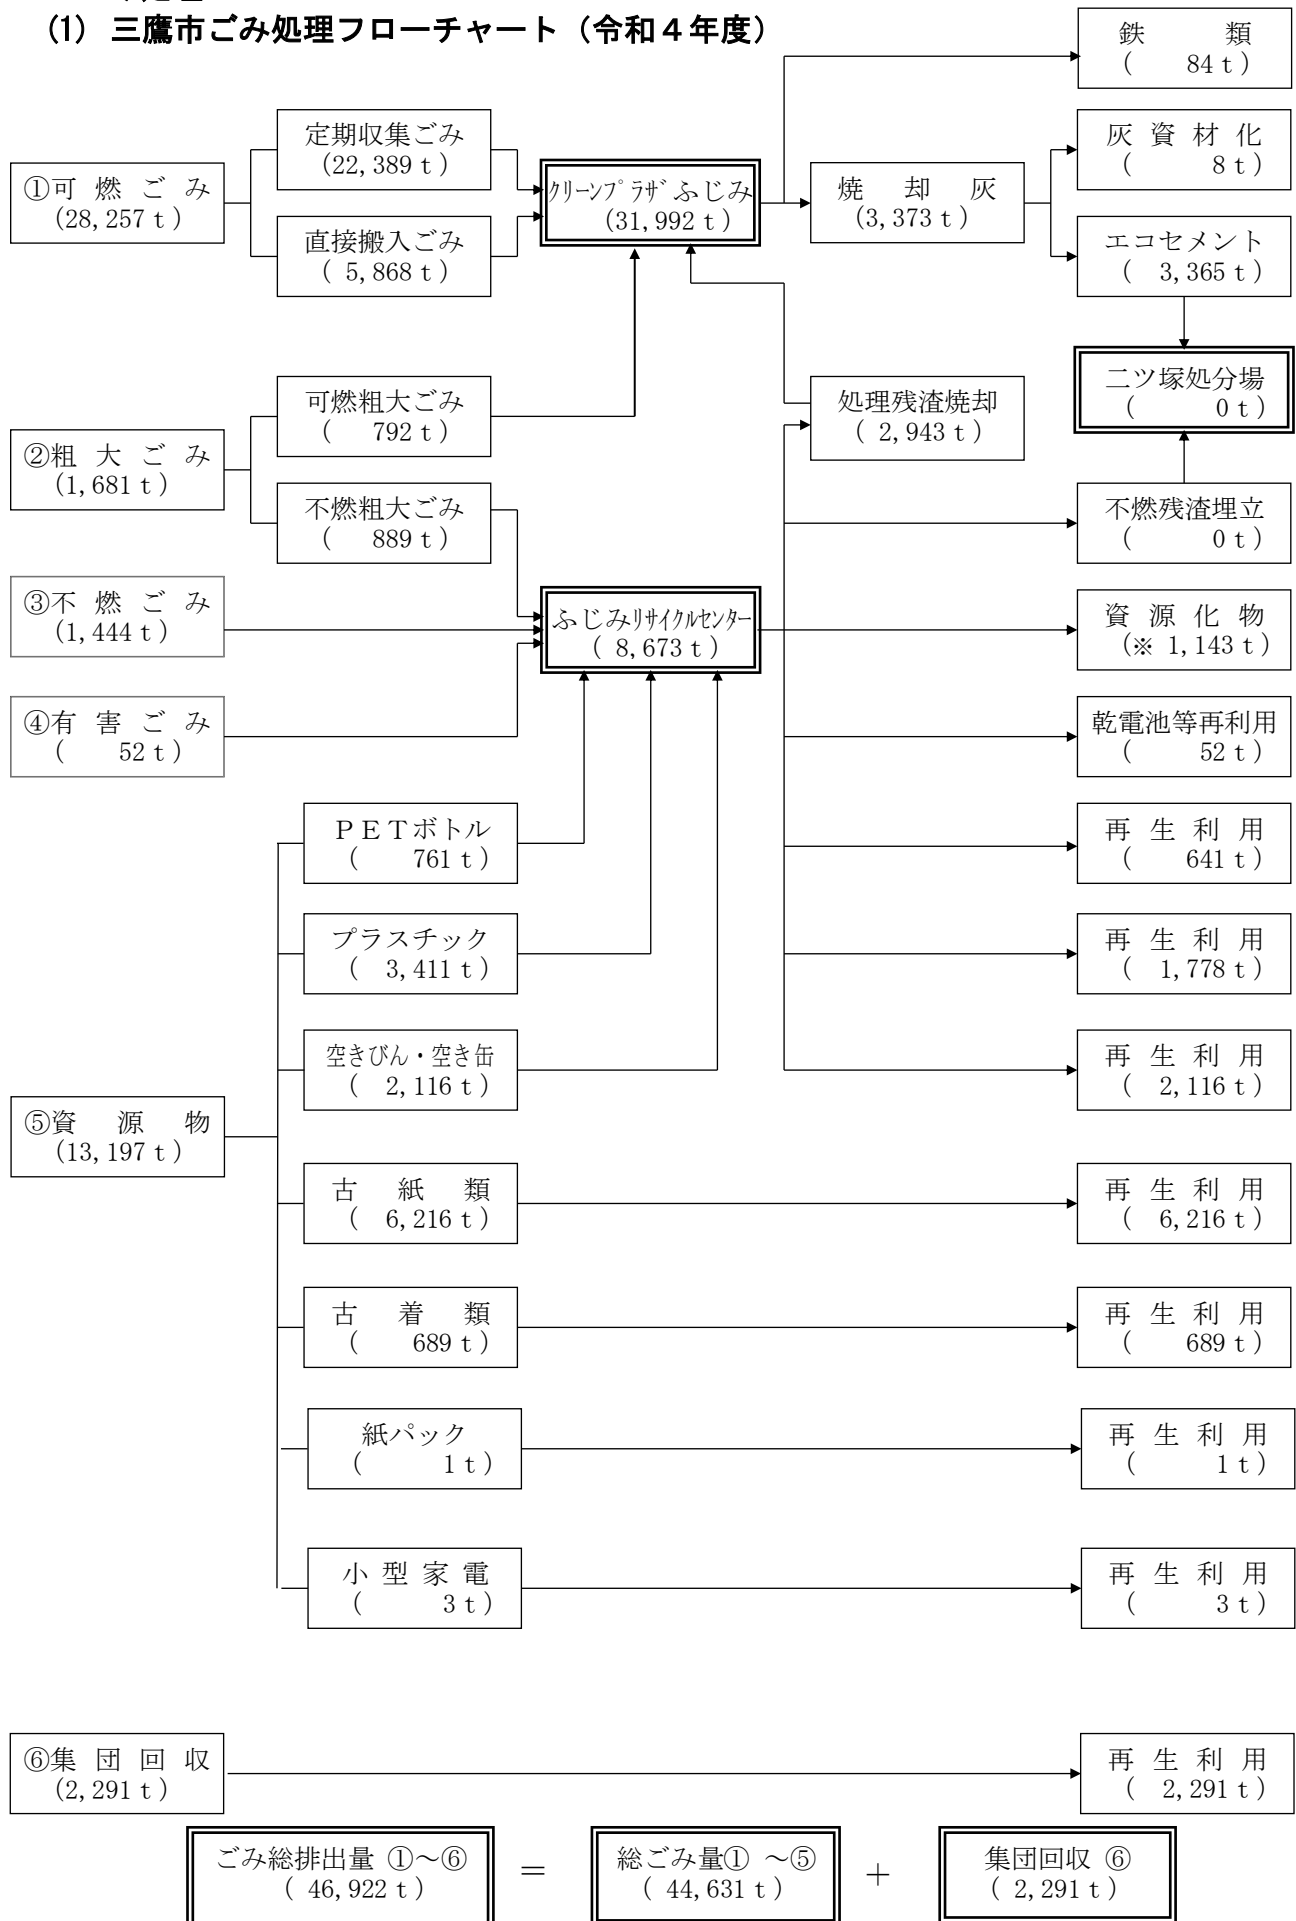 (1) 三鷹市ごみ処理フローチャート（令和４年度）
鉄類
( 84ｔ)
定期収集ごみ
(22,389ｔ)
灰資材化
( 8ｔ)
①可燃ごみ
(28,257ｔ)
クリーンプラザふじみ
(31,992ｔ)
焼却灰
(3,373ｔ)
直接搬入ごみ
( 5,868ｔ)
エコセメント
( 3,365ｔ)
二ツ塚処分場
( 0ｔ)
可燃粗大ごみ
( 792ｔ)
処理残渣焼却
( 2,943ｔ)
②粗大ごみ
(1,681ｔ)
不燃粗大ごみ
( 889ｔ)
不燃残渣埋立
( 0ｔ)
③不燃ごみ
(1,444ｔ)
ふじみリサイクルセンター
( 8,673ｔ)
資源化物
(※ 1,143ｔ)
④有害ごみ
( 52ｔ)
乾電池等再利用
( 52ｔ)
ＰＥＴボトル
( 761ｔ)
再生利用
( 641ｔ)
プラスチック
( 3,411ｔ)
再生利用
( 1,778ｔ)
空きびん・空き缶
( 2,116ｔ)
再生利用
( 2,116ｔ)
⑤資源物
(13,197ｔ)
古紙類
( 6,216ｔ)
再生利用
( 6,216ｔ)
古着類
( 689ｔ)
再生利用
( 689ｔ)
紙パック
( 1ｔ)
再生利用
( 1ｔ)
小型家電
( 3ｔ)
再生利用
( 3ｔ)
⑥集団回収
(2,291ｔ)
再生利用
( 2,291ｔ)
ごみ総排出量 ①～⑥
( 46,922ｔ)
＝
総ごみ量① ～⑤
( 44,631ｔ)
＋
集団回収 ⑥
( 2,291ｔ)